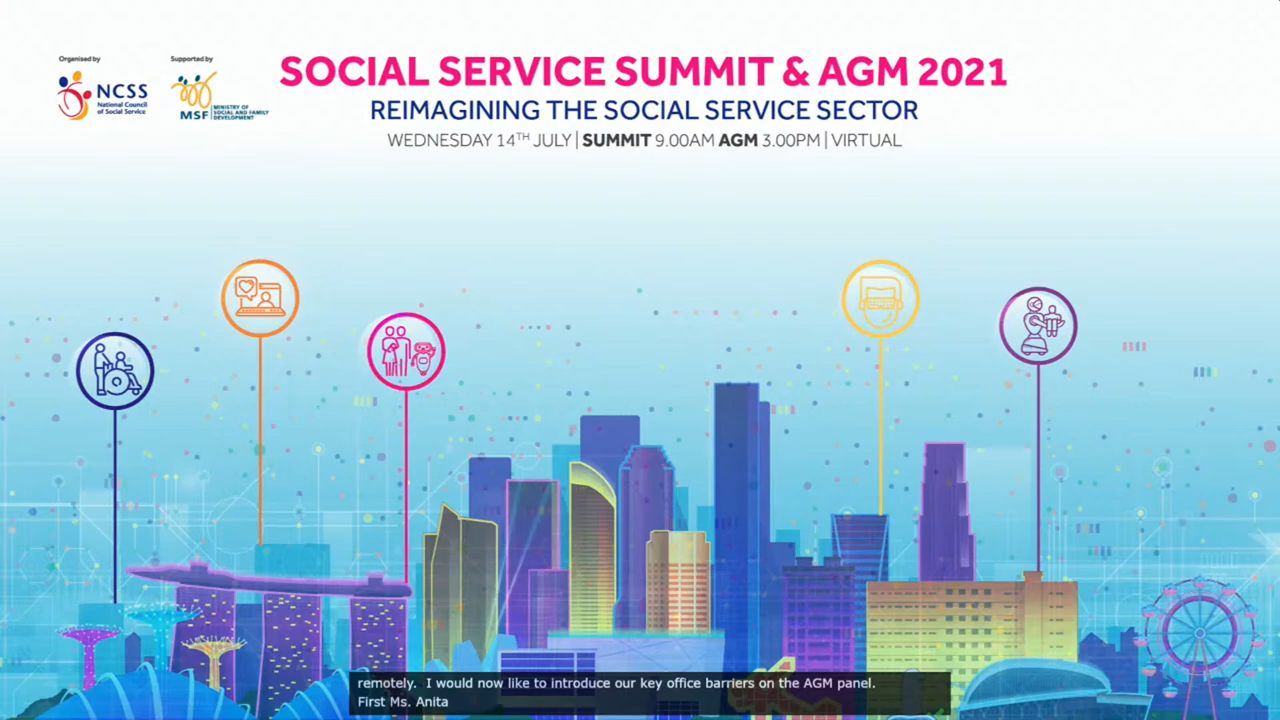 Organised by
NCSS
National Council
of Social Service
Supported by
MSF
MINISTRY OF
SOCIAL AND FAMILY
DEVELOPMENT
SOCIAL SERVICE SUMMIT & AGM 2021
REIMAGINING THE SOCIAL SERVICE SECTOR
WEDNESDAY 14TH JULY | SUMMIT 9.00AM AGM 3.00PM | VIRTUAL
remotely. I would now like to introduce our key office barriers on the AGM panel.
First Ms. Anita